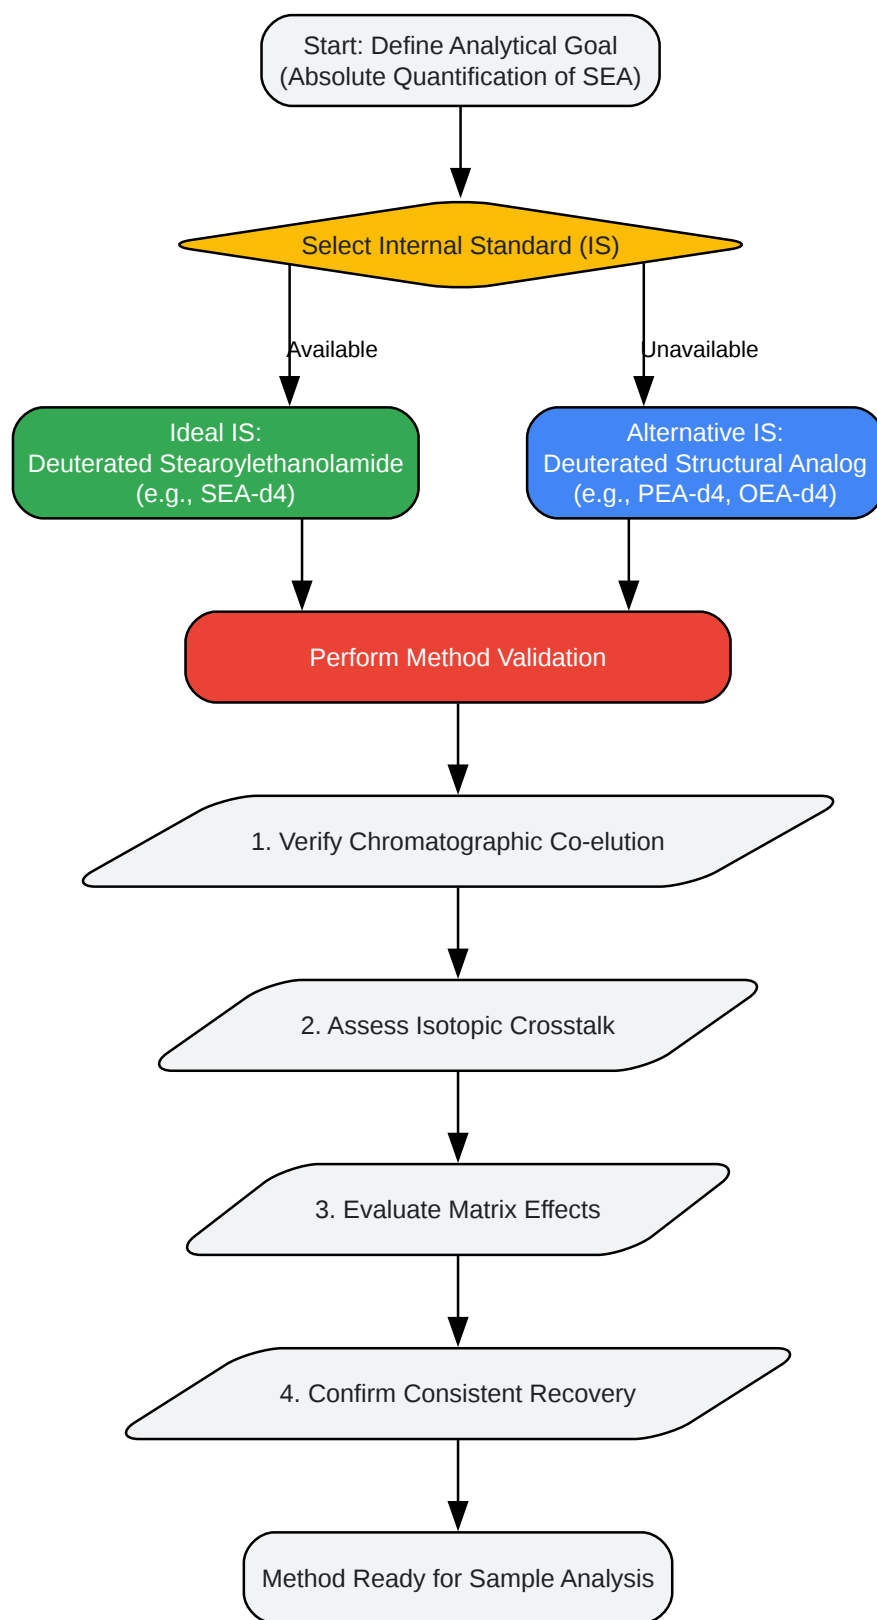 Start: Define Analytical Goal
(Absolute Quantification of SEA)
Select Internal Standard (IS)
Available
Unavailable
Ideal IS:
Deuterated Stearoylethanolamide
(e.g., SEA-d4)
Alternative IS:
Deuterated Structural Analog
(e.g., PEA-d4, OEA-d4)
Perform Method Validation
1. Verify Chromatographic Co-elution
2. Assess Isotopic Crosstalk
3. Evaluate Matrix Effects
4. Confirm Consistent Recovery
Method Ready for Sample Analysis